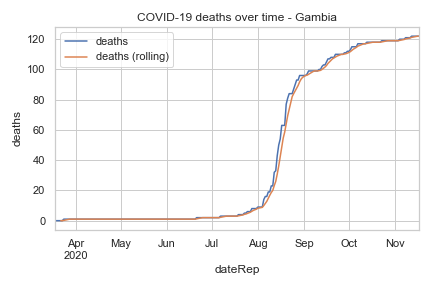 COVID-19 deaths over time - Gambia
deaths
deaths (rolling)
120
100
80
60
40
20
0
deaths
Apr
2020
May
Jun
Jul
Aug
Sep
Oct
Nov
dateRep